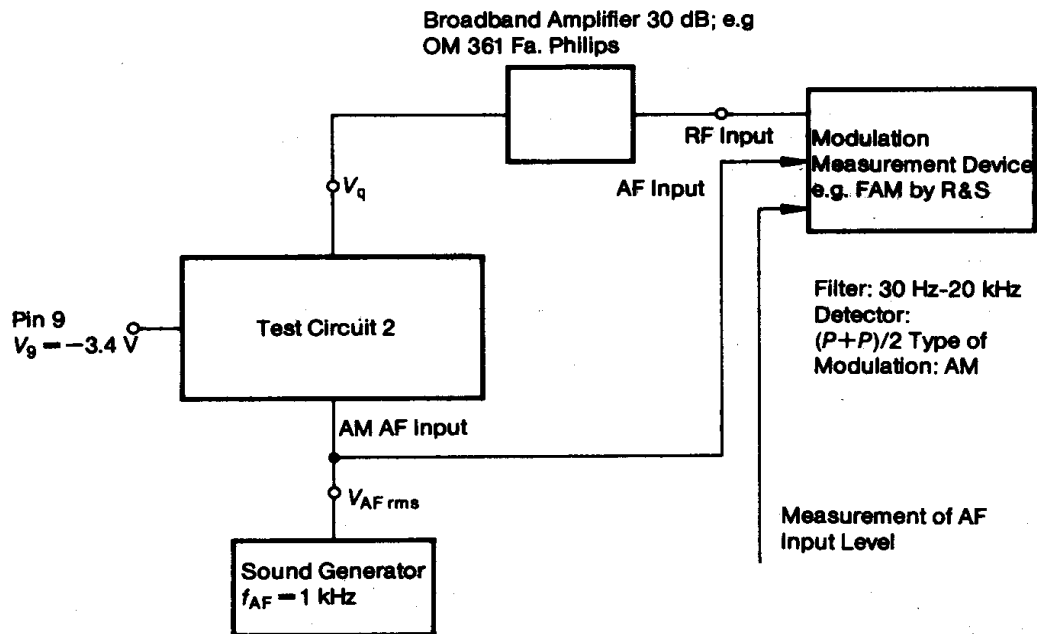 Broadband Amplifier 30 dB; e.g
OM 361 Fa. Philips
RF Input
Modulation
Measurement Device
e.g. FAM by R&S
AF Input
Vq
Filter: 30 Hz-20 kHz
Detector:
(P+P)/2 Type of
Modulation: AM
Pin 9
V9 = −3.4 V
Test Circuit 2
AM AF Input
VAF rms
Measurement of AF
Input Level
Sound Generator
fAF = 1 kHz